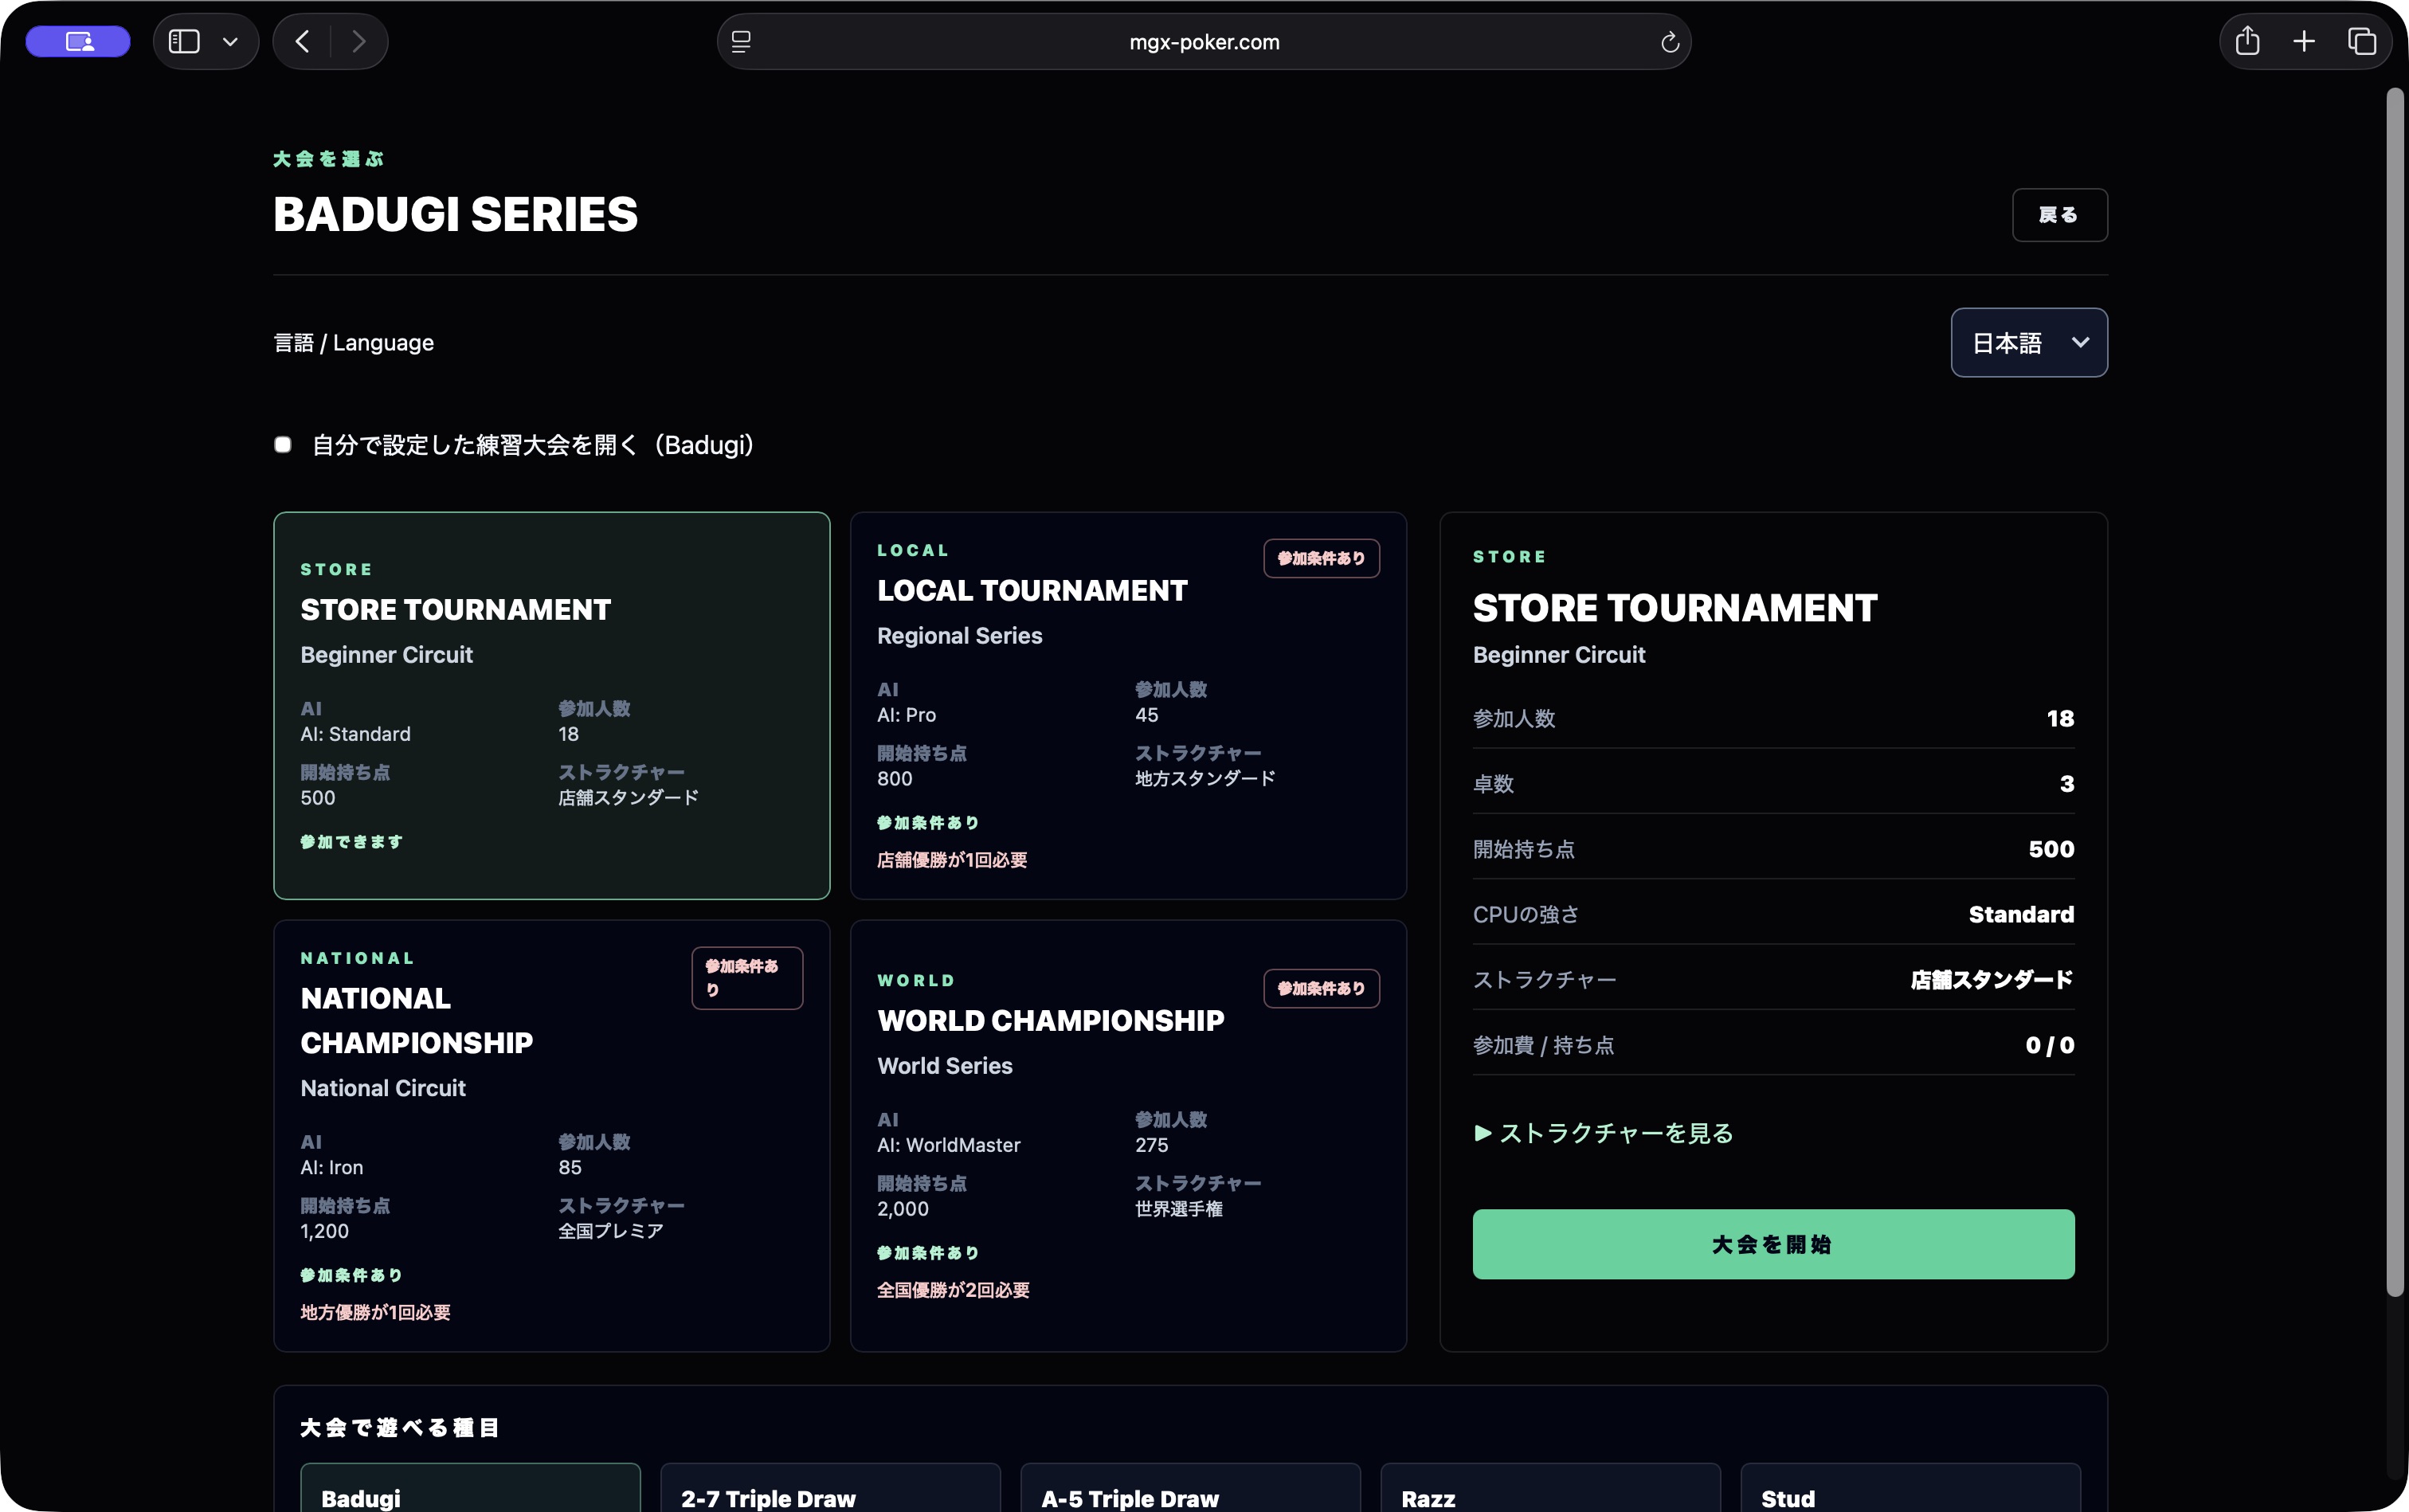 mgx-poker.com
大会を選ぶ
BADUGI SERIES
戻る
言語 / Language
日本語
自分で設定した練習大会を開く（Badugi）
STORE
STORE TOURNAMENT
Beginner Circuit
AI
AI: Standard
参加人数
18
開始持ち点
500
ストラクチャー
店舗スタンダード
参加できます
LOCAL
LOCAL TOURNAMENT
参加条件あり
Regional Series
AI
AI: Pro
参加人数
45
開始持ち点
800
ストラクチャー
地方スタンダード
参加条件あり
店舗優勝が1回必要
NATIONAL
NATIONAL
CHAMPIONSHIP
参加条件あ
り
National Circuit
AI
AI: Iron
参加人数
85
開始持ち点
1,200
ストラクチャー
全国プレミア
参加条件あり
地方優勝が1回必要
WORLD
WORLD CHAMPIONSHIP
参加条件あり
World Series
AI
AI: WorldMaster
参加人数
275
開始持ち点
2,000
ストラクチャー
世界選手権
参加条件あり
全国優勝が2回必要
STORE
STORE TOURNAMENT
Beginner Circuit
参加人数 18
卓数 3
開始持ち点 500
CPUの強さ Standard
ストラクチャー 店舗スタンダード
参加費 / 持ち点 0 / 0
▶ ストラクチャーを見る
大会を開始
大会で遊べる種目
Badugi
2-7 Triple Draw
A-5 Triple Draw
Razz
Stud